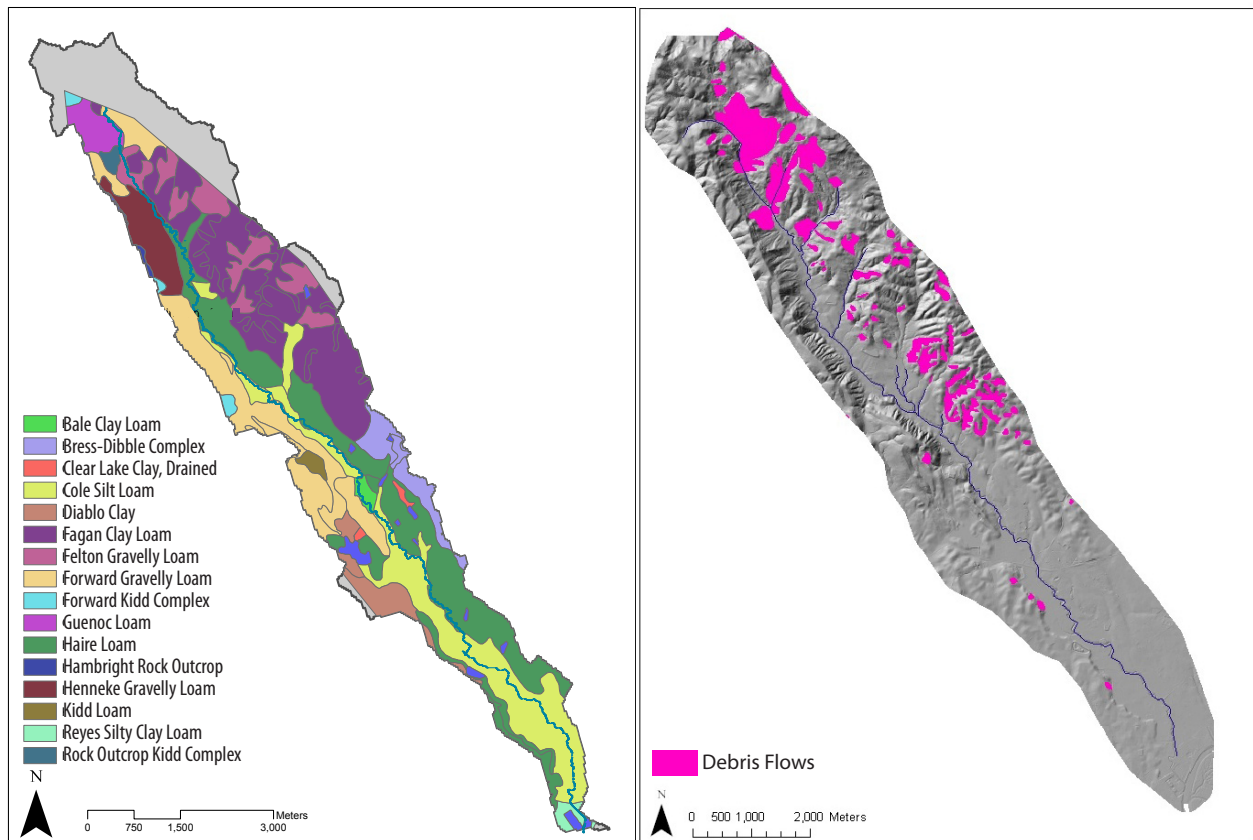 Bale Clay Loam
Bress-Dibble Complex
Clear Lake Clay, Drained
Cole Silt Loam
Diablo Clay
Fagan Clay Loam
Felton Gravelly Loam
Forward Gravelly Loam
Forward Kidd Complex
Guenoc Loam
Haire Loam
Hambright Rock Outcrop
Henneke Gravelly Loam
Kidd Loam
Reyes Silty Clay Loam
Rock Outcrop Kidd Complex
N
Meters
0 750 1,500 3,000
Debris Flows
N
0 500 1,000 2,000 Meters